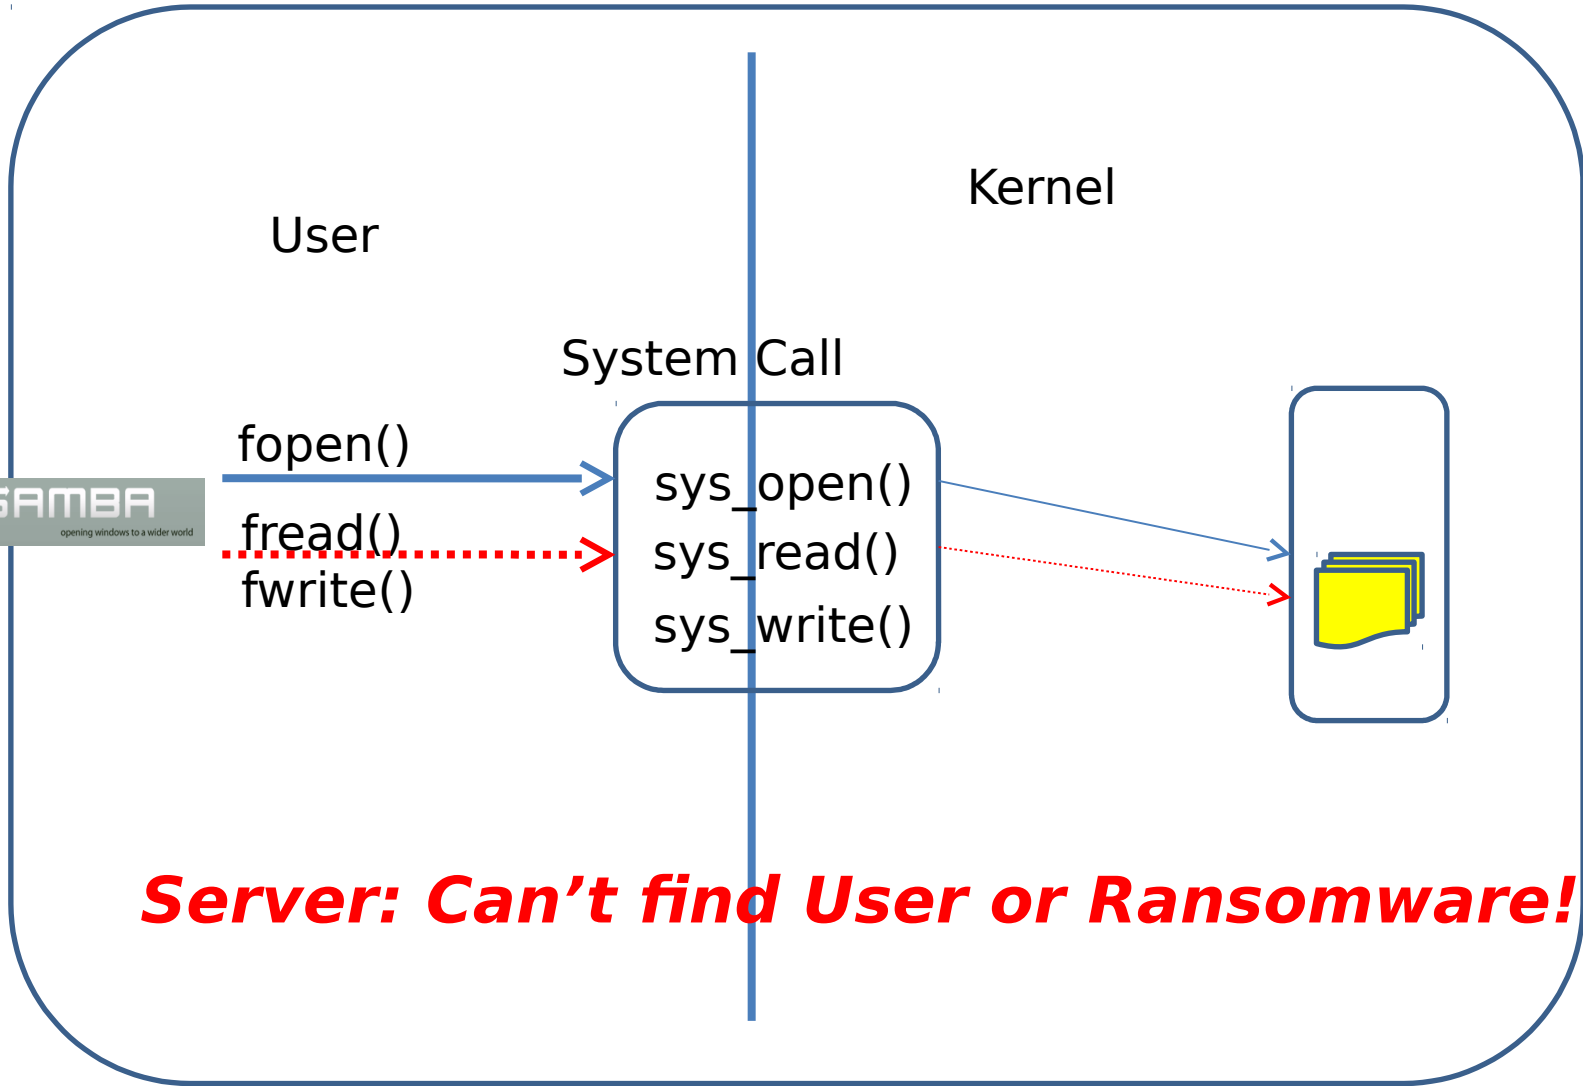 Kernel
User
System Call
fopen()
sys_open()
SAMBA
opening windows to a wider world
fread()
sys_read()
fwrite()
sys_write()
Server: Can’t find User or Ransomware!